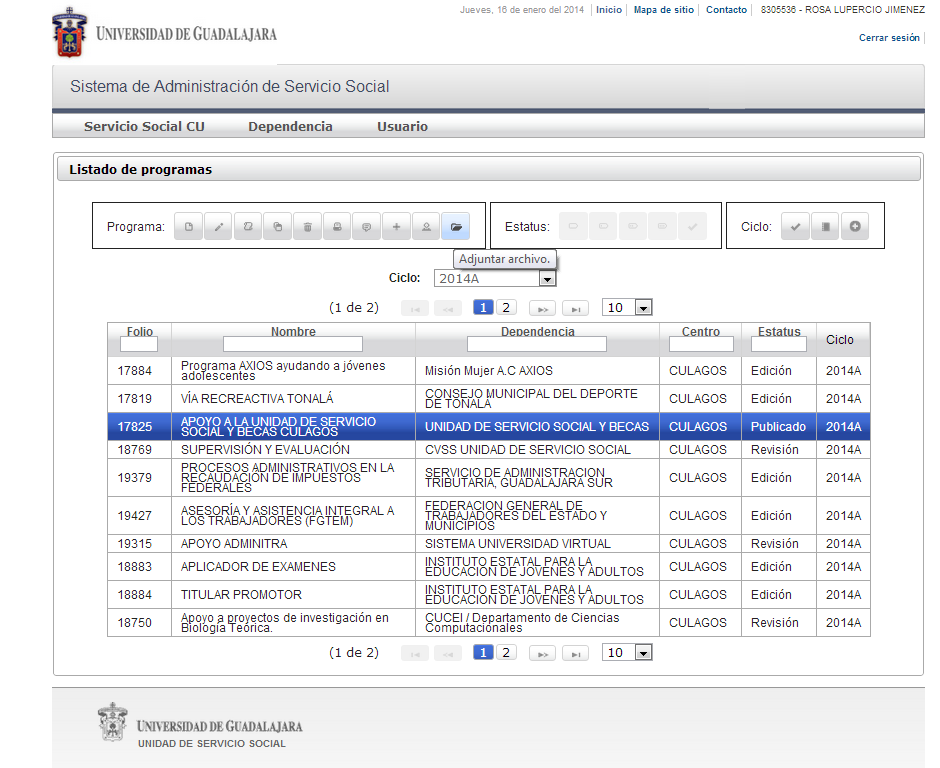 Jueves, 16 de enero del 2014 | Inicio | Mapa de sitio | Contacto | 8305536 - ROSA LUPERCIO JIMENEZ
UNIVERSIDAD DE GUADALAJARA
Cerrar sesión
Sistema de Administración de Servicio Social
Servicio Social CU Dependencia Usuario
Listado de programas
Programa: Estatus: Ciclo:
Adjuntar archivo.
Ciclo: 2014A
(1 de 2) 1 2 10
Folio Nombre Dependencia Centro Estatus Ciclo
17884 Programa AXIOS ayudando a jóvenes adolescentes Misión Mujer A.C AXIOS CULAGOS Edición 2014A
17819 VÍA RECREACTIVA TONALÁ CONSEJO MUNICIPAL DEL DEPORTE DE TONALA CULAGOS Edición 2014A
17825 APOYO A LA UNIDAD DE SERVICIO SOCIAL Y BECAS CULAGOS UNIDAD DE SERVICIO SOCIAL Y BECAS CULAGOS Publicado 2014A
18769 SUPERVISIÓN Y EVALUACIÓN CVSS UNIDAD DE SERVICIO SOCIAL CULAGOS Revisión 2014A
19379 PROCESOS ADMINISTRATIVOS EN LA RECAUDACIÓN DE IMPUESTOS FEDERALES SERVICIO DE ADMINISTRACION TRIBUTARIA, GUADALAJARA SUR CULAGOS Edición 2014A
19427 ASESORÍA Y ASISTENCIA INTEGRAL A LOS TRABAJADORES (FGTEM) FEDERACION GENERAL DE TRABAJADORES DEL ESTADO Y MUNICIPIOS CULAGOS Edición 2014A
19315 APOYO ADMINITRA SISTEMA UNIVERSIDAD VIRTUAL CULAGOS Revisión 2014A
18883 APLICADOR DE EXAMENES INSTITUTO ESTATAL PARA LA EDUCACION DE JOVENES Y ADULTOS CULAGOS Edición 2014A
18884 TITULAR PROMOTOR INSTITUTO ESTATAL PARA LA EDUCACION DE JOVENES Y ADULTOS CULAGOS Edición 2014A
18750 Apoyo a proyectos de investigación en Biología Teórica. CUCEI / Departamento de Ciencias Computacionales CULAGOS Revisión 2014A
(1 de 2) 1 2 10
UNIVERSIDAD DE GUADALAJARA
UNIDAD DE SERVICIO SOCIAL